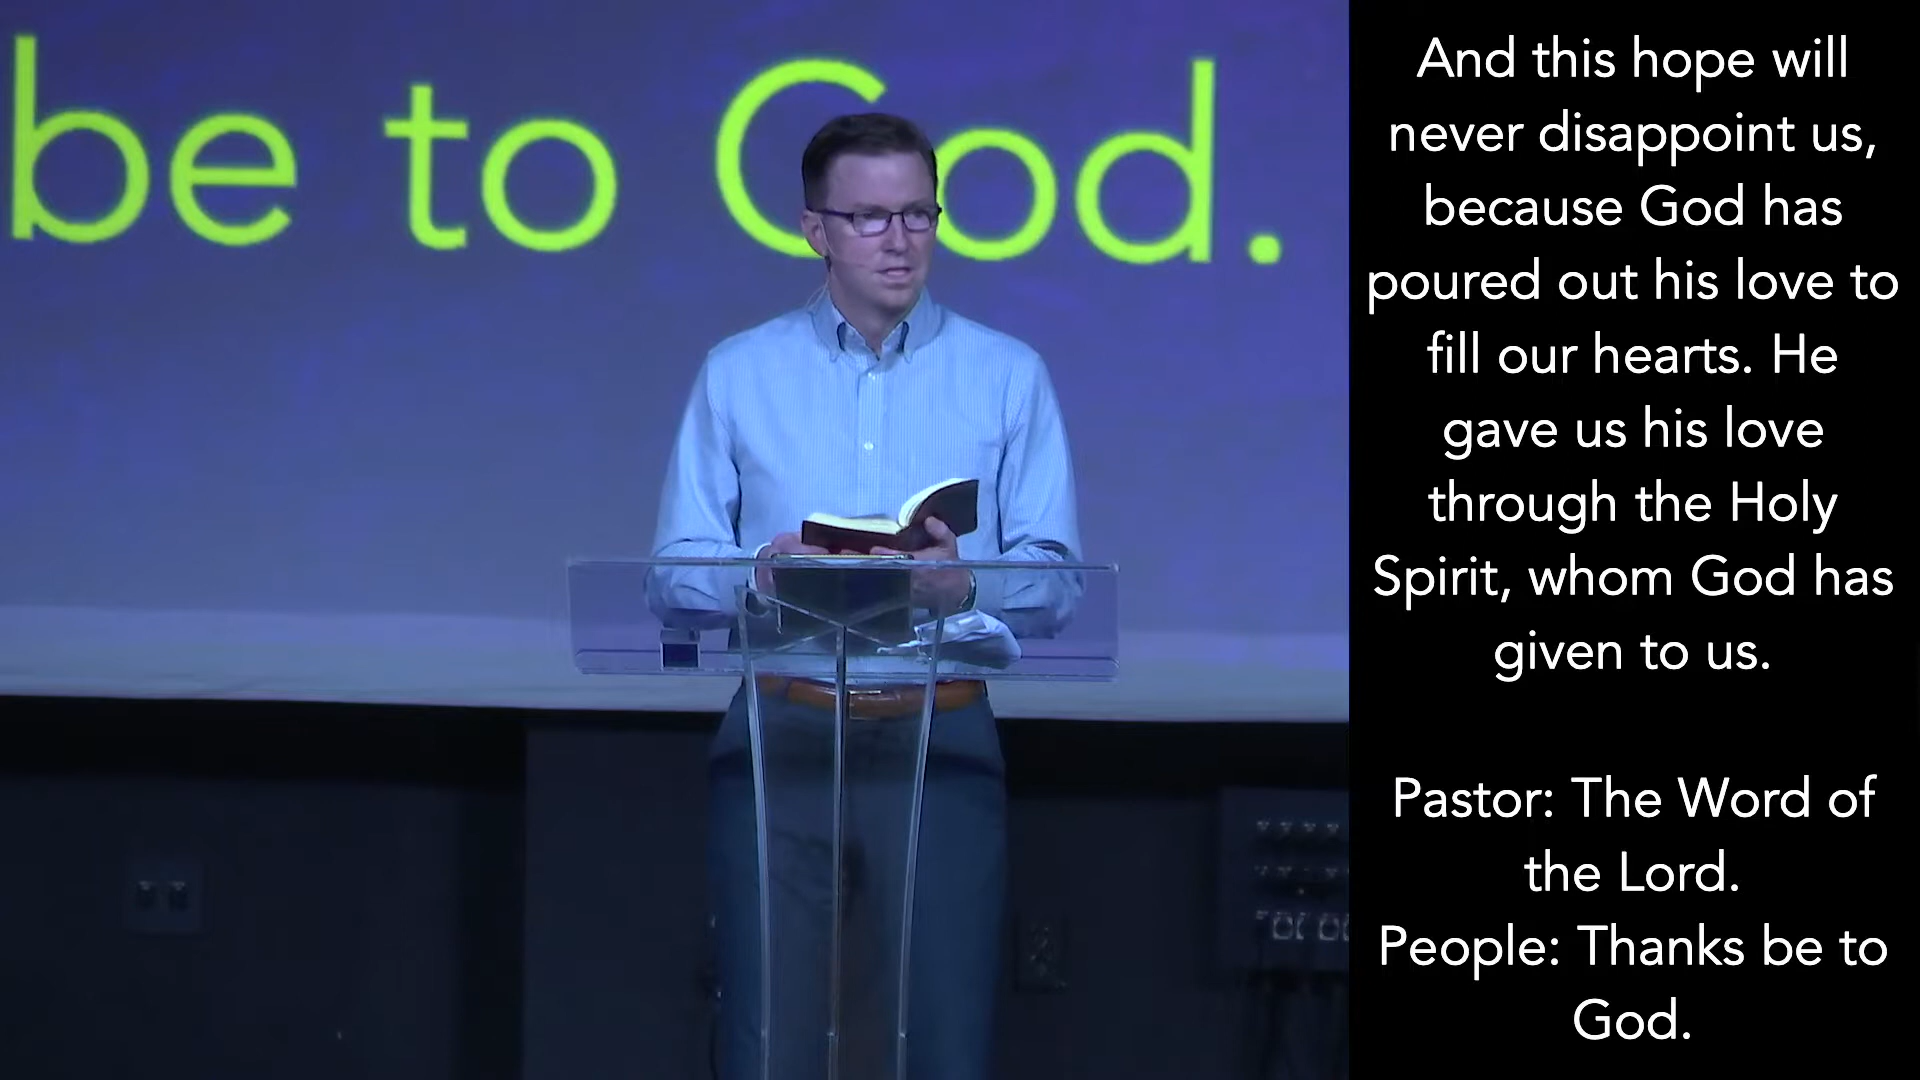 be to God.
And this hope will
never disappoint us,
because God has
poured out his love to
fill our hearts. He
gave us his love
through the Holy
Spirit, whom God has
given to us.
Pastor: The Word of
the Lord.
People: Thanks be to
God.